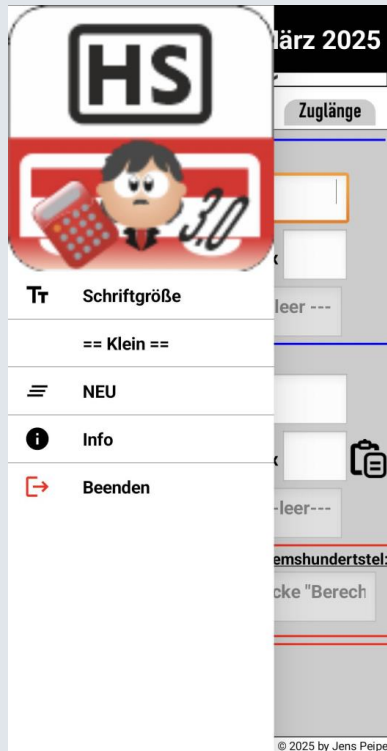 HS
3.0
März 2025
Zuglänge
Schriftgröße
leer ---
== Klein ==
NEU
Info
Beenden
-leer---
emshundertstel:
cke "Berech
© 2025 by Jens Peipe